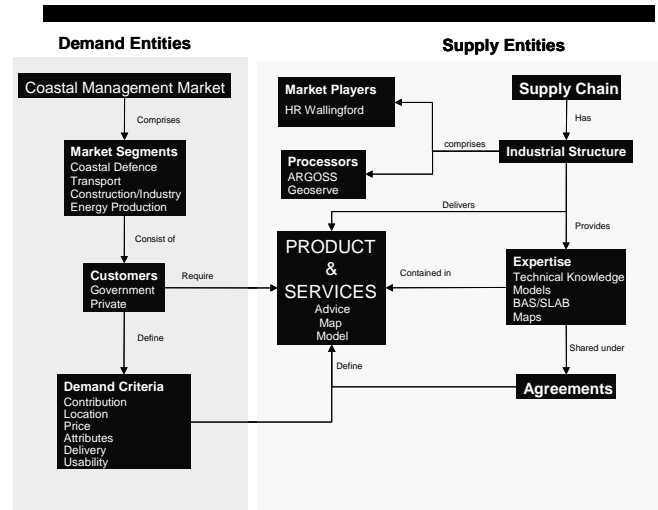 Demand Entities
Supply Entities
Coastal Management Market
Comprises
Market Segments
Coastal Defence
Transport
Construction/Industry
Energy Production
Consist of
Customers
Government
Private
Require
Define
Demand Criteria
Contribution
Location
Price
Attributes
Delivery
Usability
Market Players
HR Wallingford
Processors
ARGOSS
Geoserve
comprises
Supply Chain
Has
Industrial Structure
Delivers
Provides
PRODUCT
&
SERVICES
Advice
Map
Model
Contained in
Expertise
Technical Knowledge
Models
BAS/SLAB
Maps
Shared under
Define
Agreements